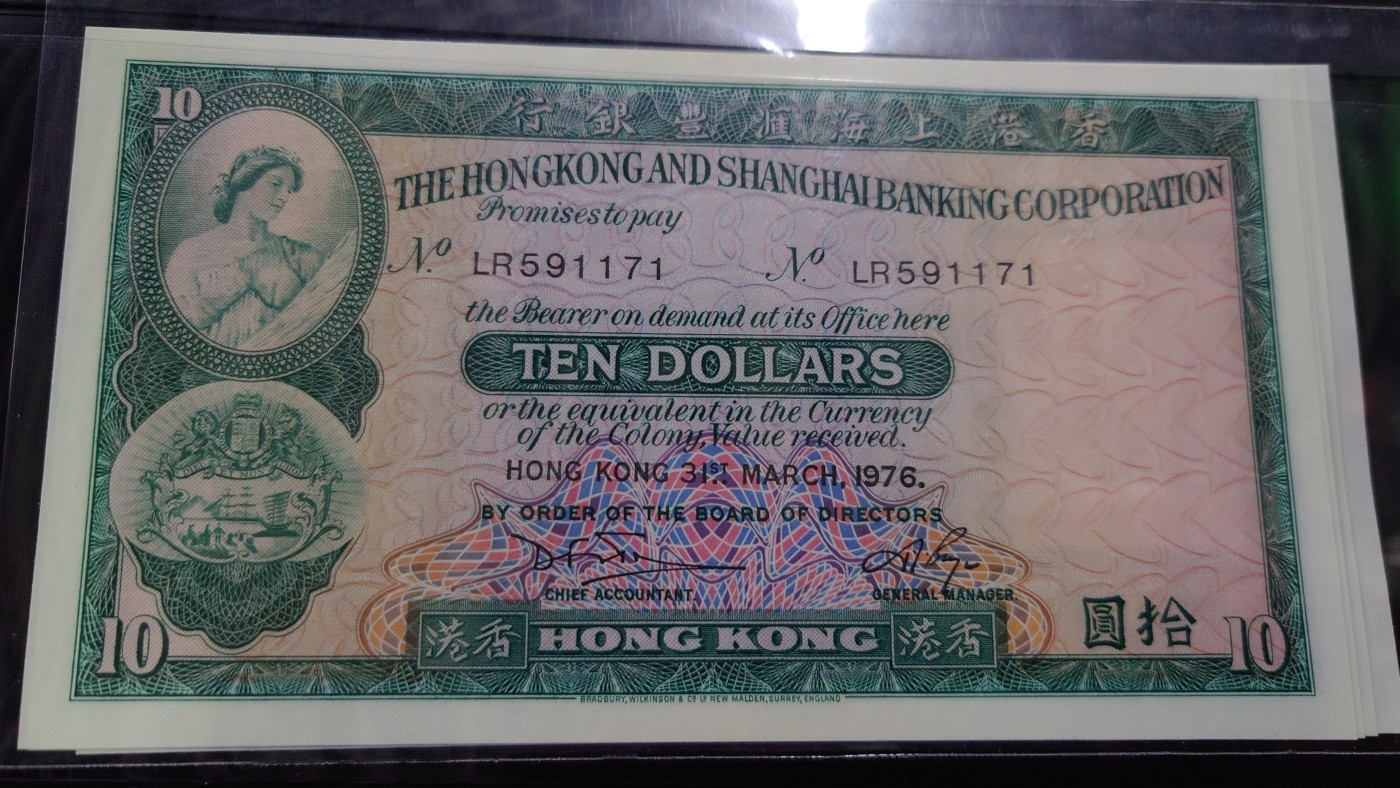 10
行銀豐滙海上港香
THE HONGKONG AND SHANGHAI BANKING CORPORATION
Promises to pay
No. LR591171 No. LR591171
the Bearer on demand at its Office here
TEN DOLLARS
or the equivalent in the Currency
of the Colony, Value received.
HONG KONG 31ST. MARCH, 1976.
BY ORDER OF THE BOARD OF DIRECTORS
CHIEF ACCOUNTANT. GENERAL MANAGER.
10 港香 HONG KONG 港香 圓拾 10
BRADBURY, WILKINSON & Co. Ld. NEW MALDEN, SURREY, ENGLAND